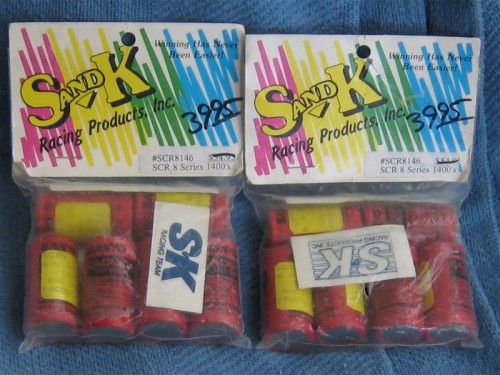 Winning Has Never
Been Easier!
SANDK
Racing Products, Inc.
3995
#SCR8146
SCR 8 Series 1400's
SK
RACING TEAM
Winning Has Never
Been Easier!
SANDK
Racing Products, Inc.
3995
#SCR8146
SCR 8 Series 1400's
RACING PRODUCTS, INC
SK